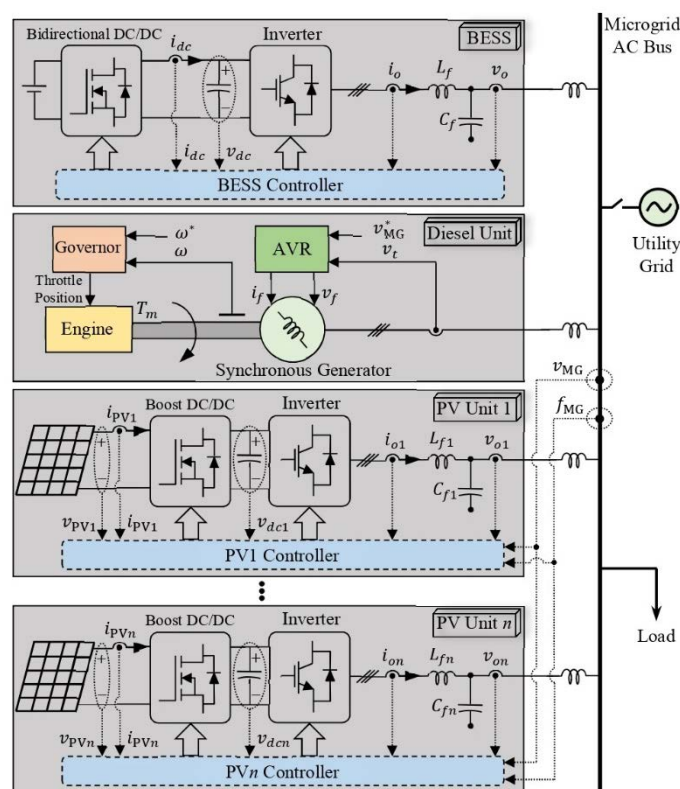 Microgrid
AC Bus
BESS
Bidirectional DC/DC
i_dc
Inverter
i_o
L_f
v_o
C_f
i_dc
v_dc
BESS Controller
Utility
Grid
Diesel Unit
Governor
ω*
ω
AVR
v*_MG
v_t
Throttle
Position
T_m
i_f
v_f
Engine
Synchronous Generator
v_MG
f_MG
PV Unit 1
i_PV1
Boost DC/DC
Inverter
i_o1
L_f1
v_o1
+
−
+
−
C_f1
v_PV1
i_PV1
v_dc1
PV1 Controller
Load
PV Unit n
i_PVn
Boost DC/DC
Inverter
i_on
L_fn
v_on
+
−
+
−
C_fn
v_PVn
i_PVn
v_dcn
PVn Controller